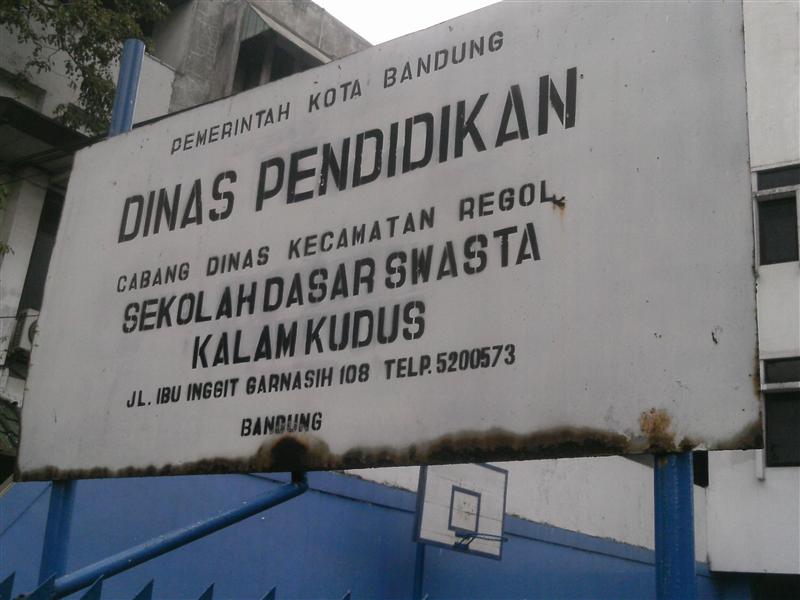 PEMERINTAH KOTA BANDUNG
DINAS PENDIDIKAN
CABANG DINAS KECAMATAN REGOL
SEKOLAH DASAR SWASTA
KALAM KUDUS
JL. IBU INGGIT GARNASIH 108 TELP. 5200573
BANDUNG